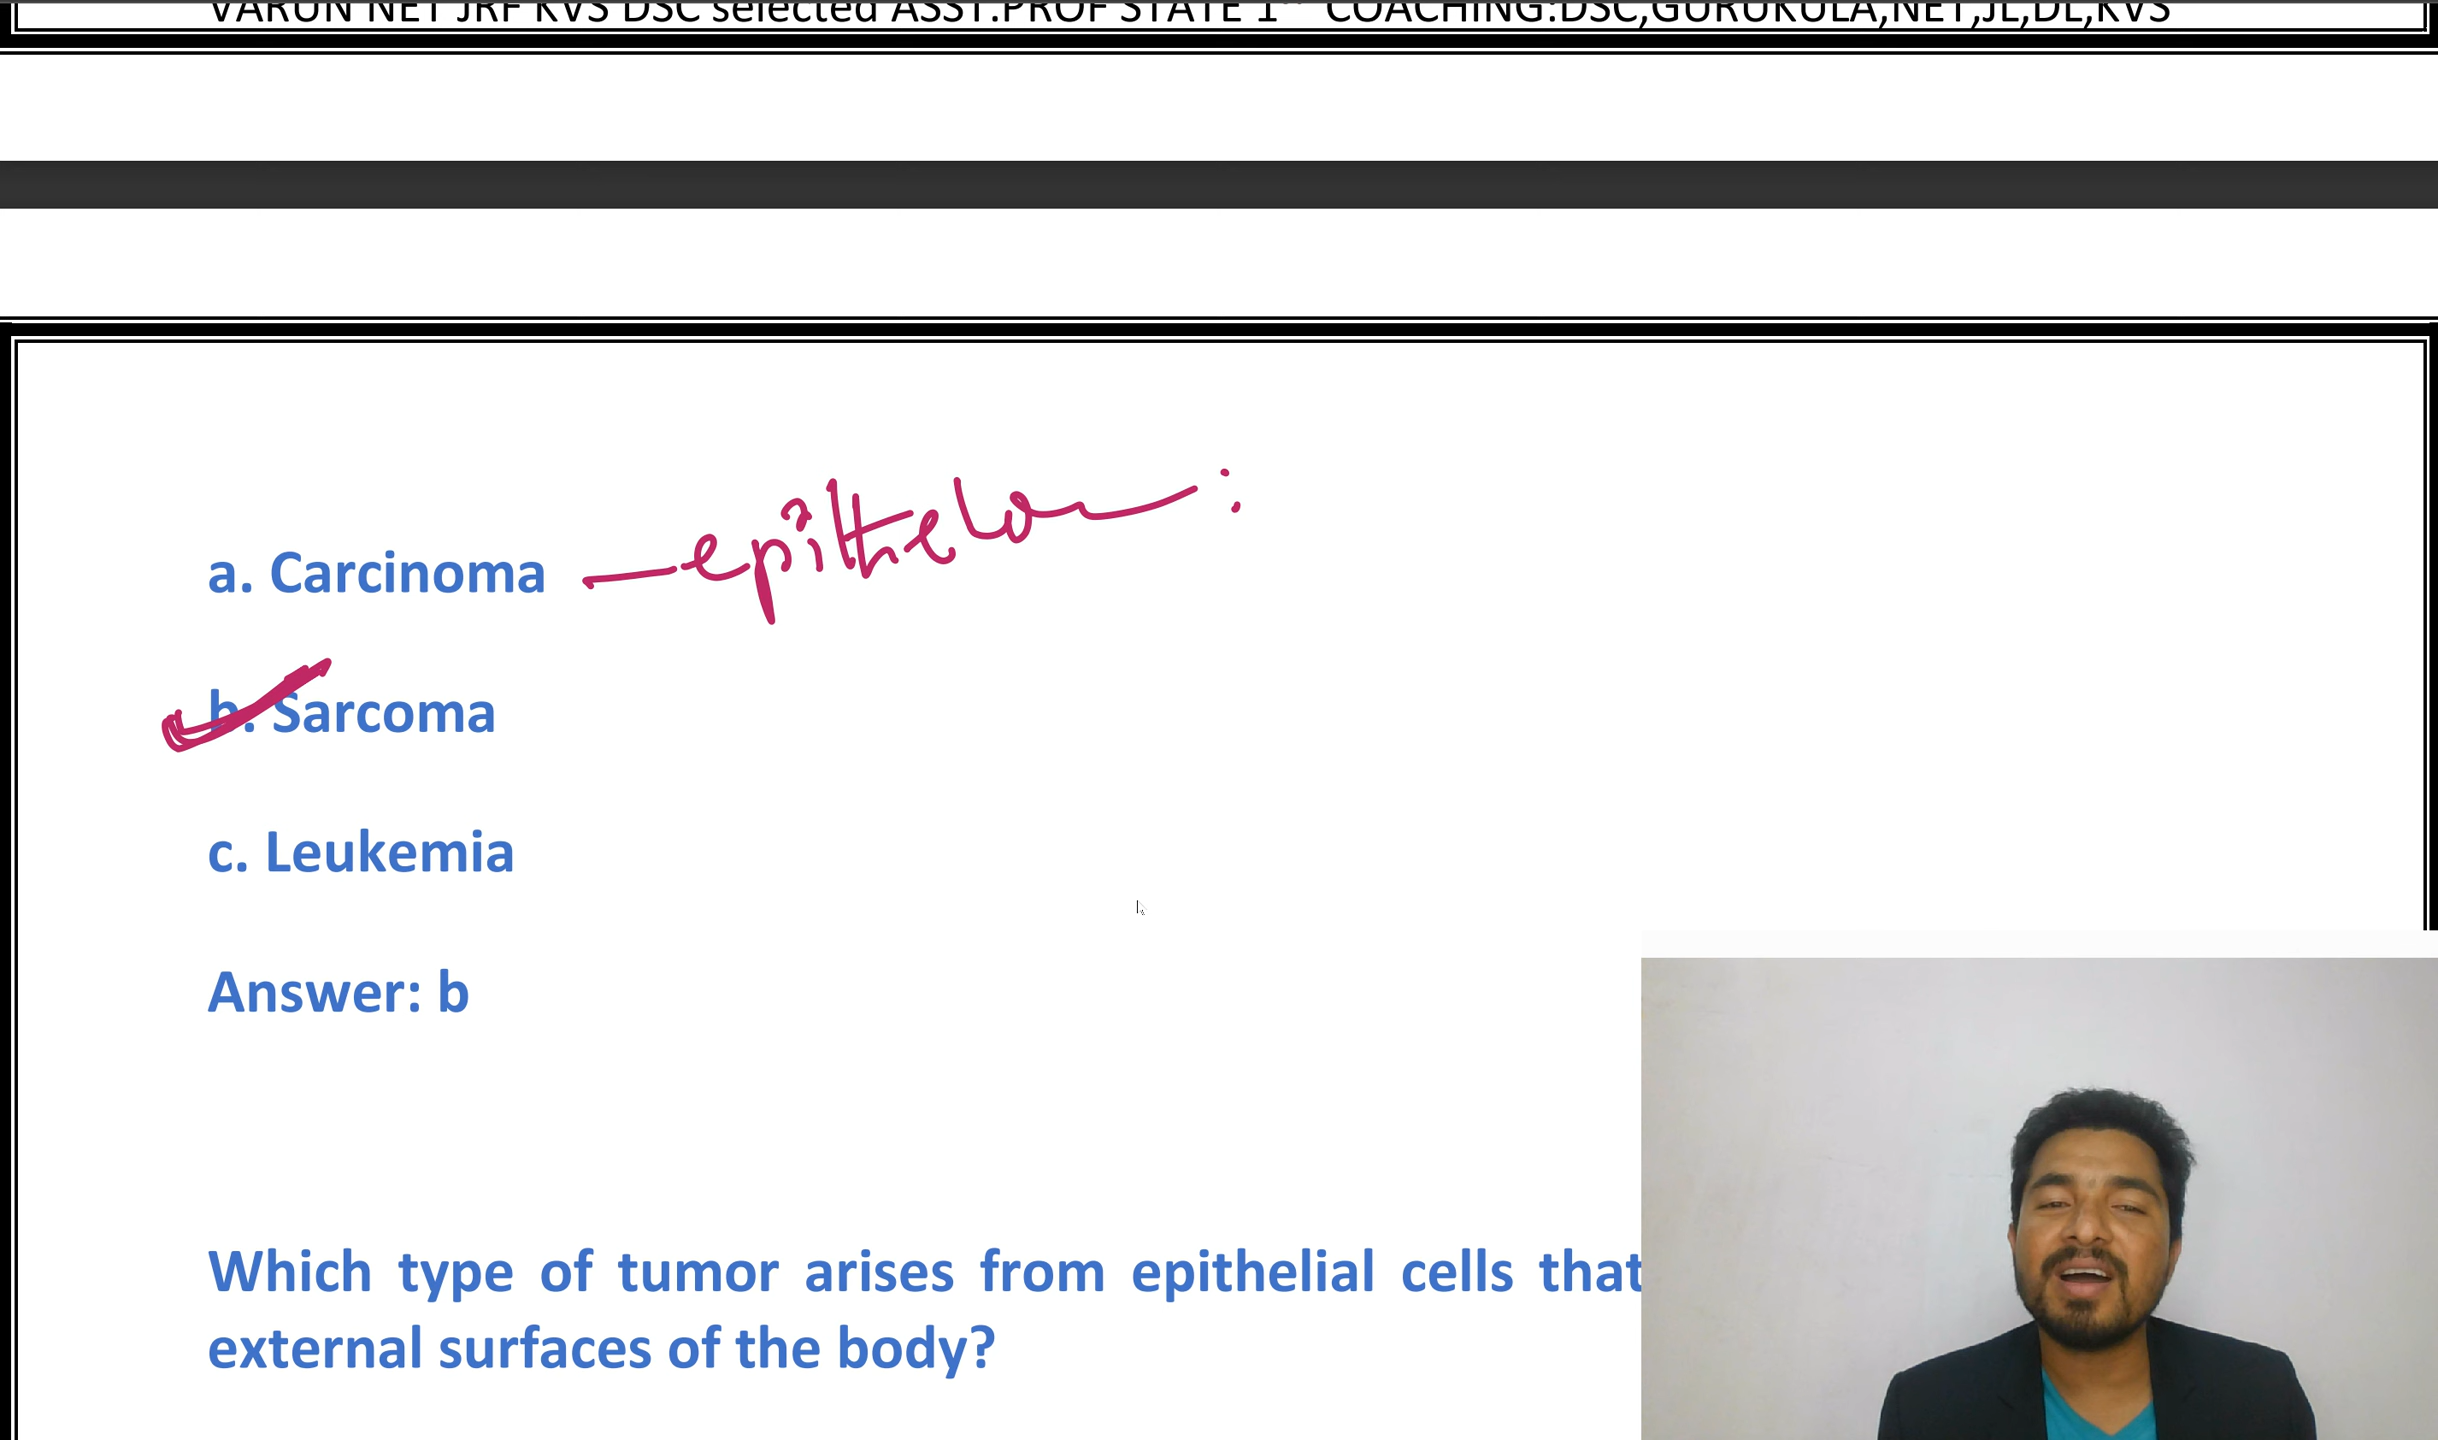 VARUN NET JRF KVS DSC selected ASST.PROF STATE 1 COACHING:DSC,GURUKULA,NET,JL,DL,KVS
a. Carcinoma
b. Sarcoma
c. Leukemia
Answer: b
Which type of tumor arises from epithelial cells that
external surfaces of the body?